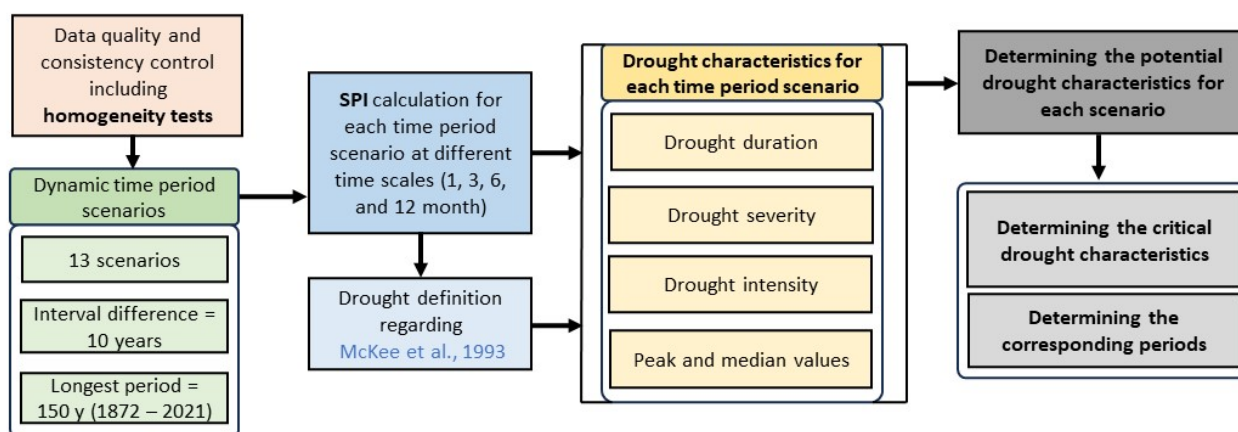 Data quality and
consistency control
including
homogeneity tests
Dynamic time period
scenarios
13 scenarios
Interval difference =
10 years
Longest period =
150 y (1872 – 2021)
SPI calculation for
each time period
scenario at different
time scales (1, 3, 6,
and 12 month)
Drought definition
regarding
McKee et al., 1993
Drought characteristics for
each time period scenario
Drought duration
Drought severity
Drought intensity
Peak and median values
Determining the potential
drought characteristics for
each scenario
Determining the critical
drought characteristics
Determining the
corresponding periods